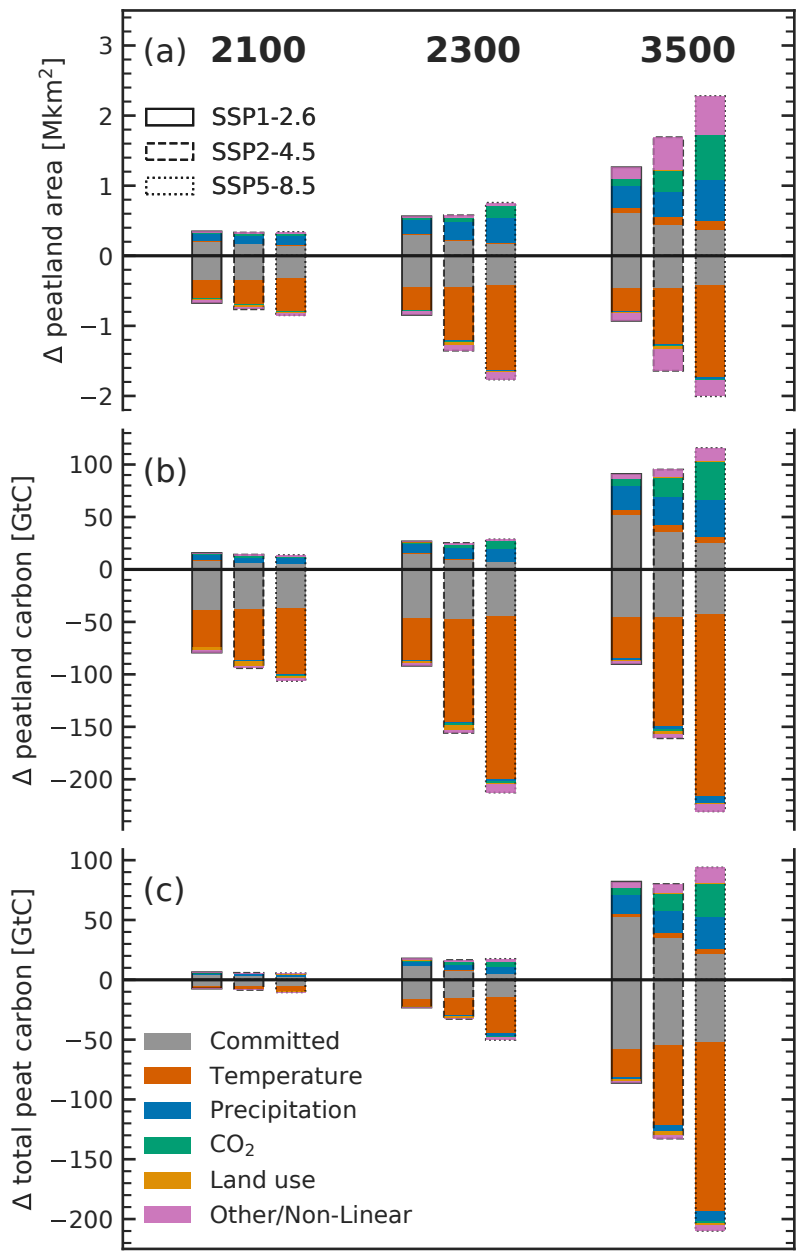 (a) 2100 2300 3500
SSP1-2.6
SSP2-4.5
SSP5-8.5
Δ peatland area [Mkm²]
3
2
1
0
−1
−2
(b)
Δ peatland carbon [GtC]
100
50
0
−50
−100
−150
−200
(c)
Δ total peat carbon [GtC]
100
50
0
−50
−100
−150
−200
Committed
Temperature
Precipitation
CO₂
Land use
Other/Non-Linear